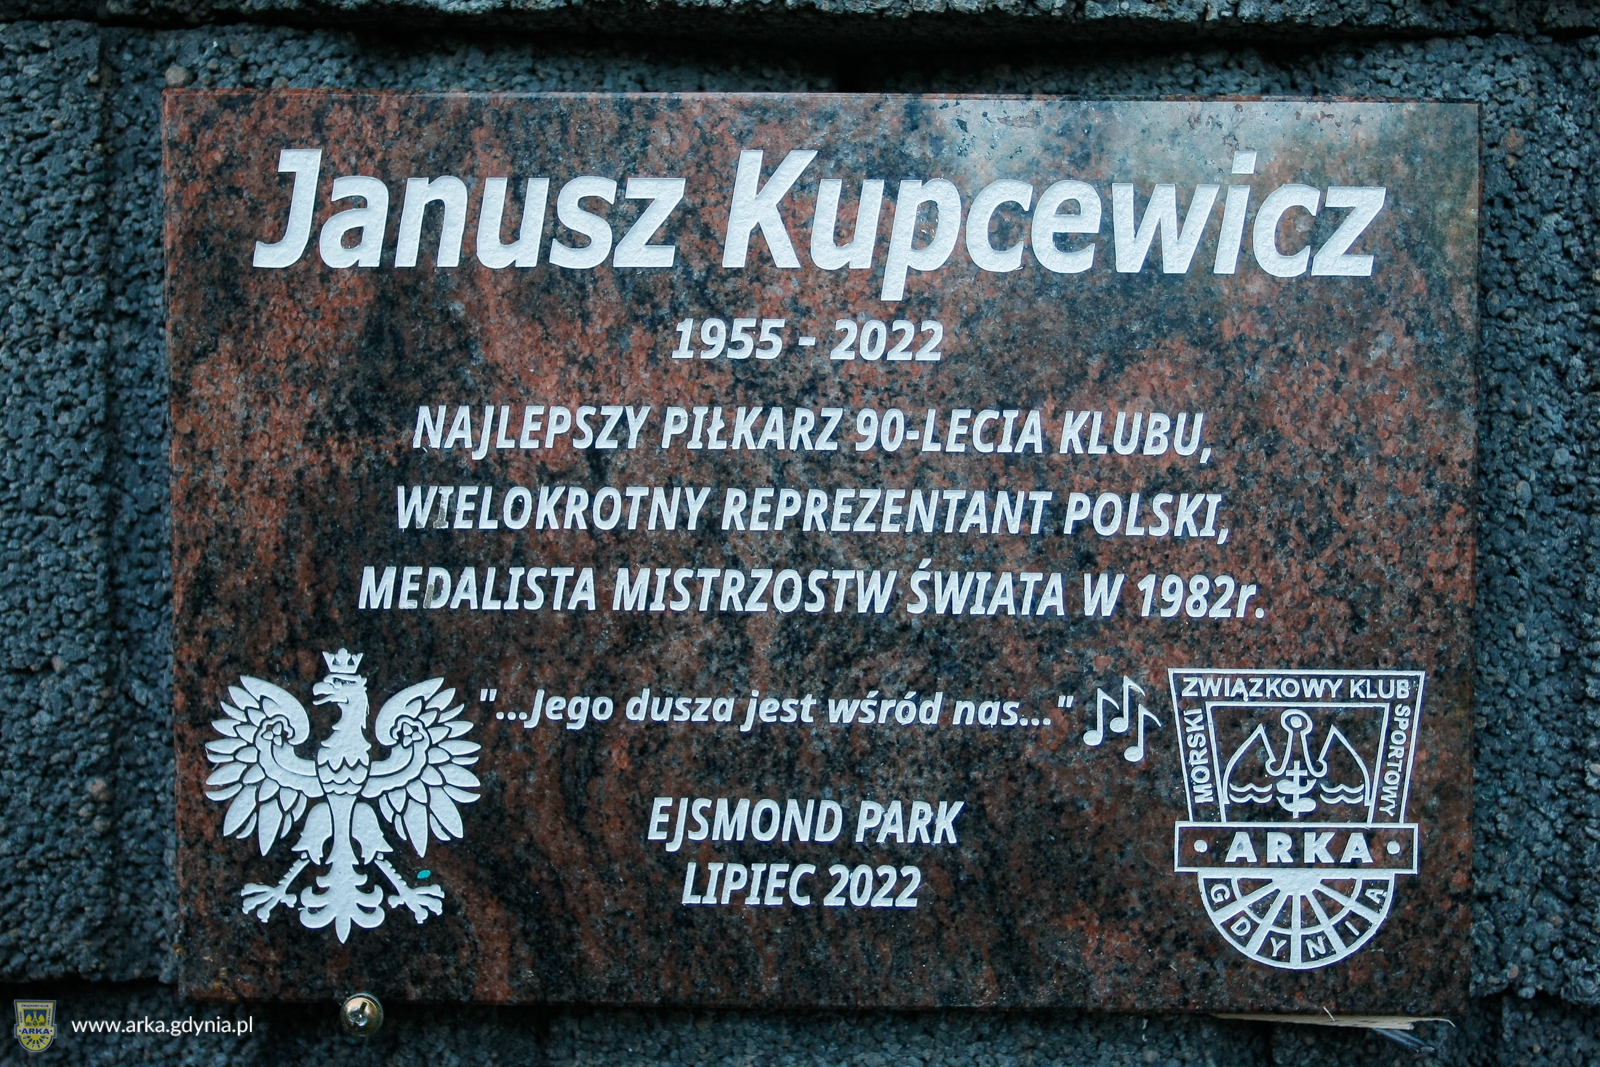 Janusz Kupcewicz
1955 - 2022
NAJLEPSZY PIŁKARZ 90-LECIA KLUBU,
WIELOKROTNY REPREZENTANT POLSKI,
MEDALISTA MISTRZOSTW ŚWIATA W 1982r.
"...Jego dusza jest wśród nas..."
EJSMOND PARK
LIPIEC 2022
MORSKI
ZWIĄZKOWY KLUB
SPORTOWY
• ARKA •
GDYNIA
ARKA
www.arka.gdynia.pl